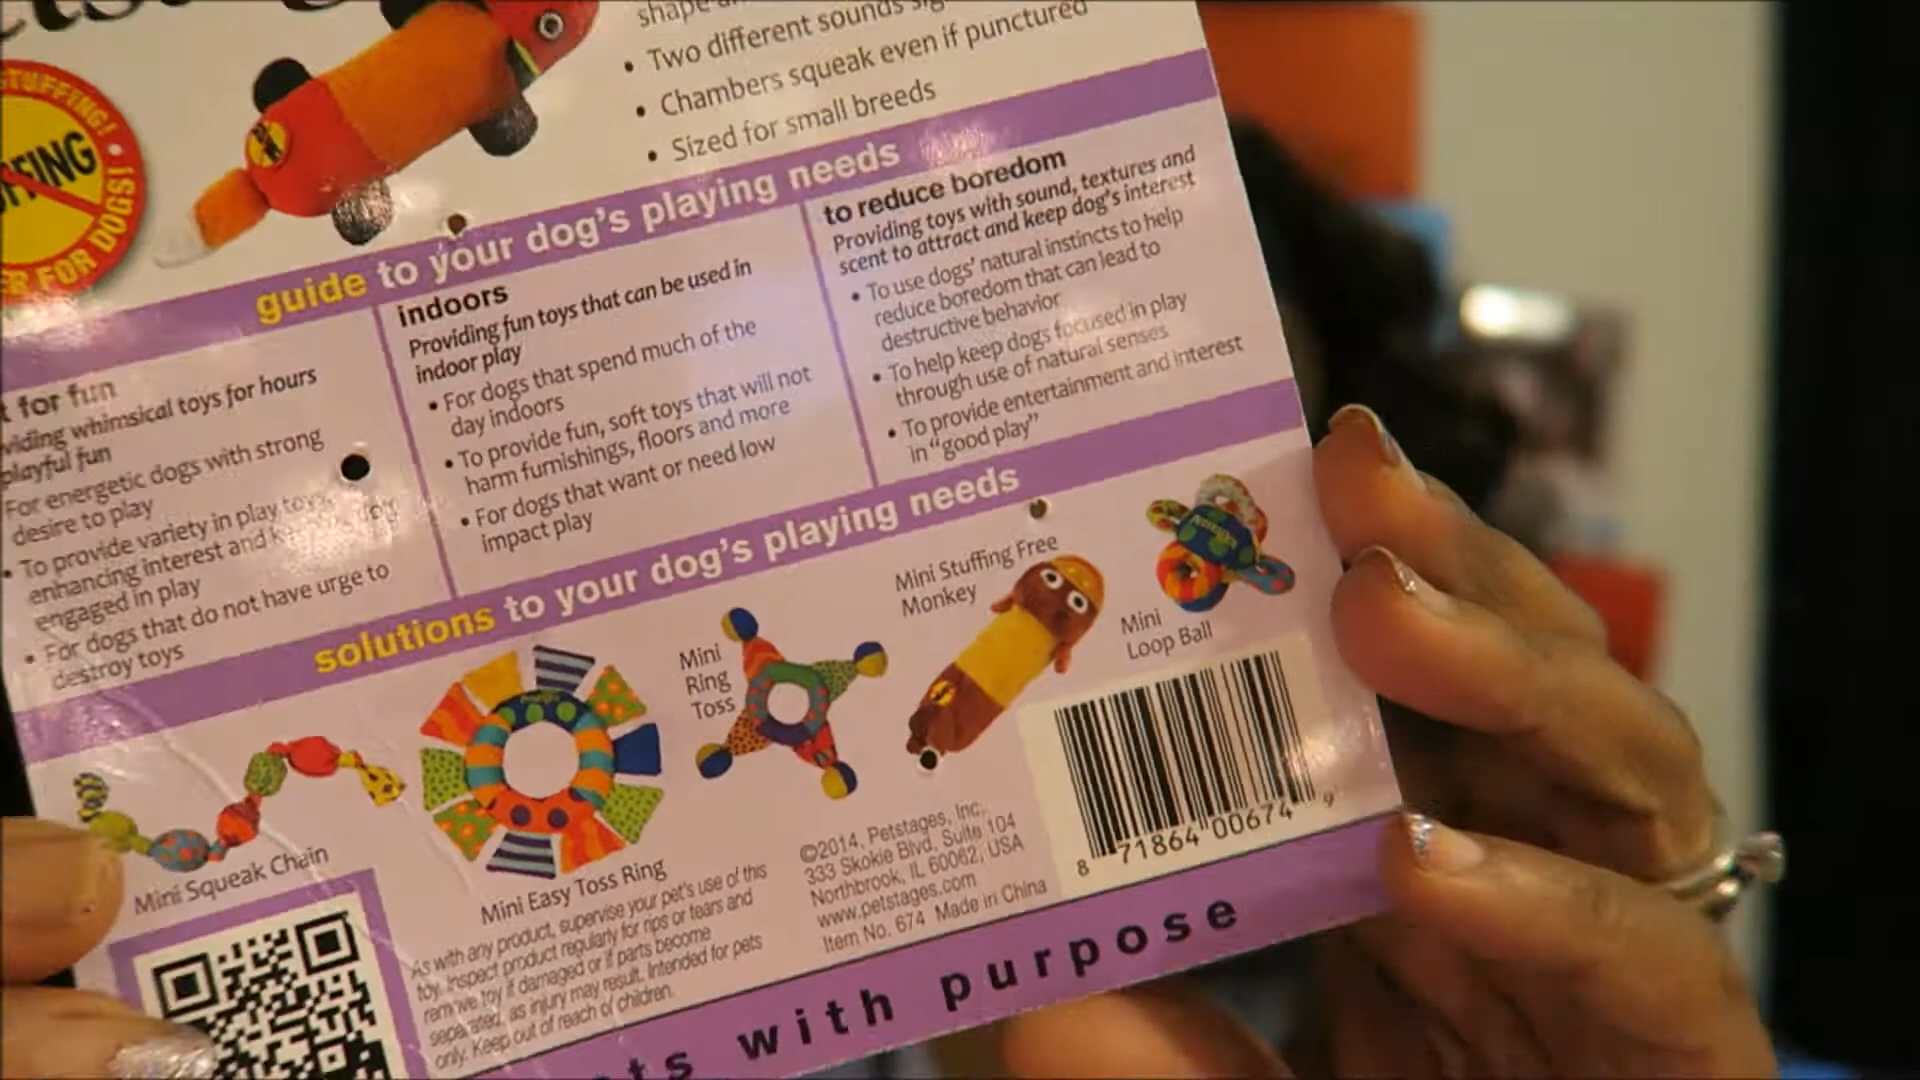 shape
• Two different sounds
• Chambers squeak even if punctured
• Sized for small breeds
STUFFING!
FOR DOGS!
guide to your dog's playing needs
for fun
whimsical toys for hours
playful fun
For energetic dogs with strong
desire to play
• To provide variety in play toys
enhancing interest and
engaged in play
• For dogs that do not have urge to
destroy toys
indoors
Providing fun toys that can be used in
indoor play
• For dogs that spend much of the
day indoors
• To provide fun, soft toys that will not
harm furnishings, floors and more
• For dogs that want or need low
impact play
to reduce boredom
Providing toys with sound, textures and
scent to attract and keep dog's interest
• To use dogs' natural instincts to help
reduce boredom that can lead to
destructive behavior
• To help keep dogs focused in play
through use of natural senses
• To provide entertainment and interest
in "good play"
solutions to your dog's playing needs
Mini Squeak Chain
Mini Easy Toss Ring
Mini
Ring
Toss
Mini Stuffing Free
Monkey
Mini
Loop Ball
As with any product, supervise your pet's use of this
toy. Inspect product regularly for rips or tears and
remove toy if damaged or if parts become
separated, as injury may result. Intended for pets
only. Keep out of reach of children.
©2014, Petstages, Inc.
333 Skokie Blvd, Suite 104
Northbrook, IL 60062, USA
www.petstages.com
Item No. 674 Made in China
8 71864 00674 9
with purpose